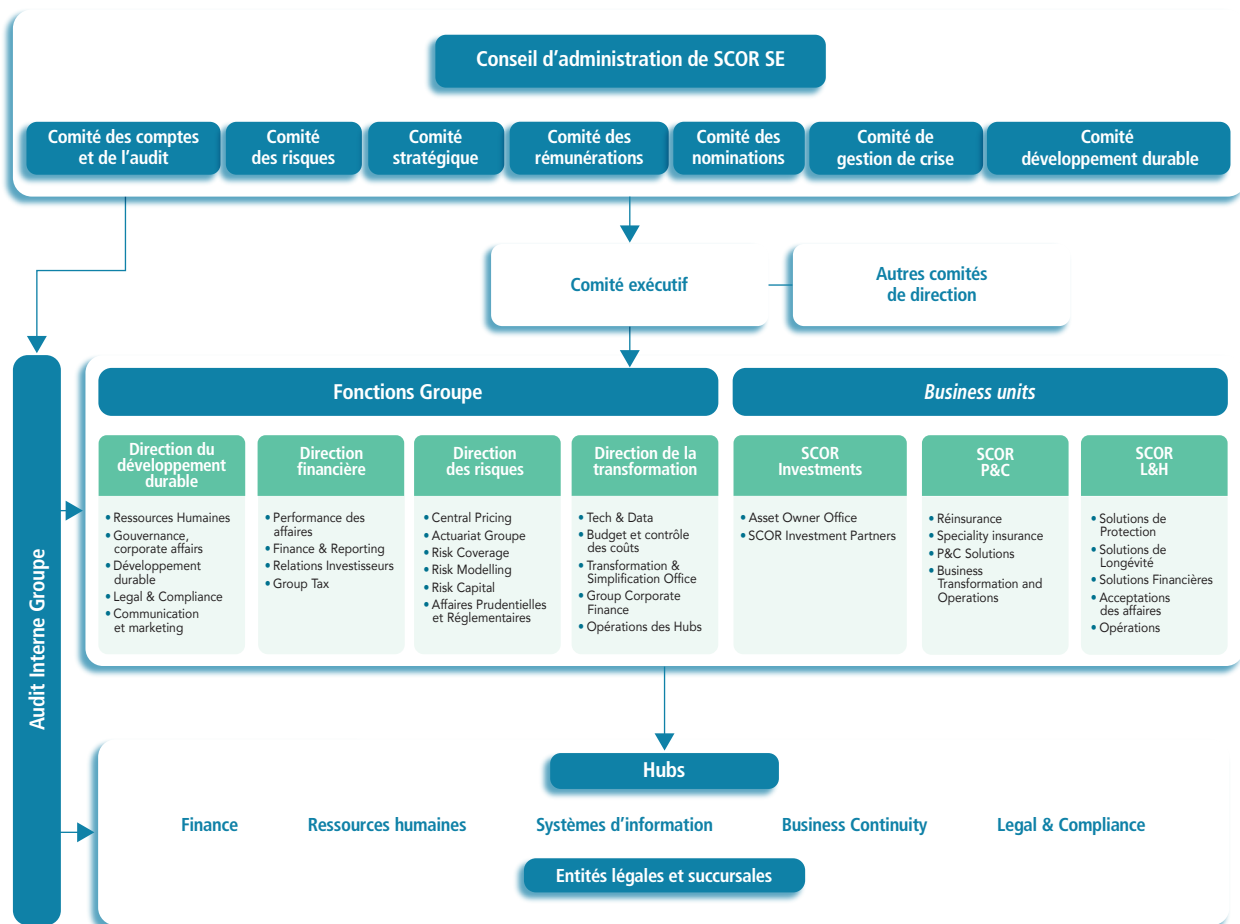 Conseil d'administration de SCOR SE
Comité des comptes
et de l'audit
Comité
des risques
Comité
stratégique
Comité des
rémunérations
Comité des
nominations
Comité de
gestion de crise
Comité
développement durable
Comité exécutif
Autres comités
de direction
Audit Interne Groupe
Fonctions Groupe
Business units
Direction du
développement
durable
• Ressources Humaines
• Gouvernance,
corporate affairs
• Développement
durable
• Legal & Compliance
• Communication
et marketing
Direction
financière
• Performance des
affaires
• Finance & Reporting
• Relations Investisseurs
• Group Tax
Direction
des risques
• Central Pricing
• Actuariat Groupe
• Risk Coverage
• Risk Modelling
• Risk Capital
• Affaires Prudentielles
et Réglementaires
Direction de la
transformation
• Tech & Data
• Budget et contrôle
des coûts
• Transformation &
Simplification Office
• Group Corporate
Finance
• Opérations des Hubs
SCOR
Investments
• Asset Owner Office
• SCOR Investment Partners
SCOR
P&C
• Réinsurance
• Speciality insurance
• P&C Solutions
• Business
Transformation and
Operations
SCOR
L&H
• Solutions de
Protection
• Solutions de
Longévité
• Solutions Financières
• Acceptations
des affaires
• Opérations
Hubs
Finance
Ressources humaines
Systèmes d'information
Business Continuity
Legal & Compliance
Entités légales et succursales